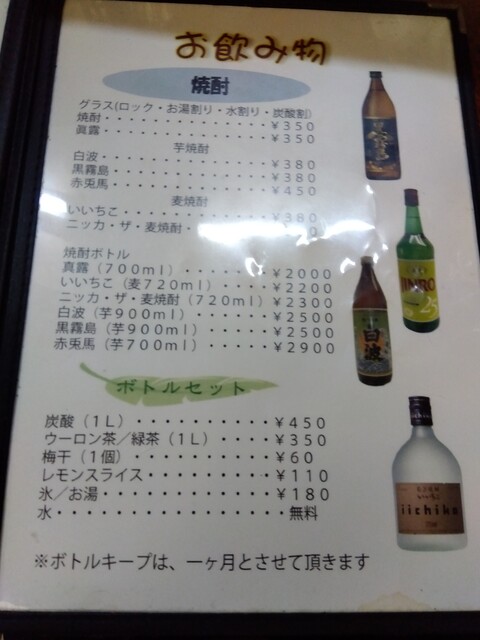 お飲み物
焼酎
グラス(ロック・お湯割り・水割り・炭酸割)
焼酎・・・・・・・・・・・・・・¥350
眞露・・・・・・・・・・・・・・¥350
芋焼酎
白波・・・・・・・・・・・・・・¥380
黒霧島・・・・・・・・・・・・・¥380
赤兎馬・・・・・・・・・・・・・¥450
麦焼酎
いいちこ・・・・・・・・・・・・¥380
ニッカ・ザ・麦焼酎・・・・
焼酎ボトル
真露(700ml)・・・・・・・¥2000
いいちこ(麦720ml)・・・・¥2200
ニッカ・ザ・麦焼酎(720ml)・¥2300
白波(芋900ml)・・・・・・¥2500
黒霧島(芋900ml)・・・・・¥2500
赤兎馬(芋700ml)・・・・・¥2900
ボトルセット
炭酸(1L)・・・・・・・・・・¥450
ウーロン茶/緑茶(1L)・・・・¥350
梅干(1個)・・・・・・・・・・¥60
レモンスライス・・・・・・・・・¥110
氷/お湯・・・・・・・・・・・・¥180
水・・・・・・・・・・・・・・・・無料
※ボトルキープは、一ヶ月とさせて頂きます
JINRO
25
白波
いいちこ
iichiko